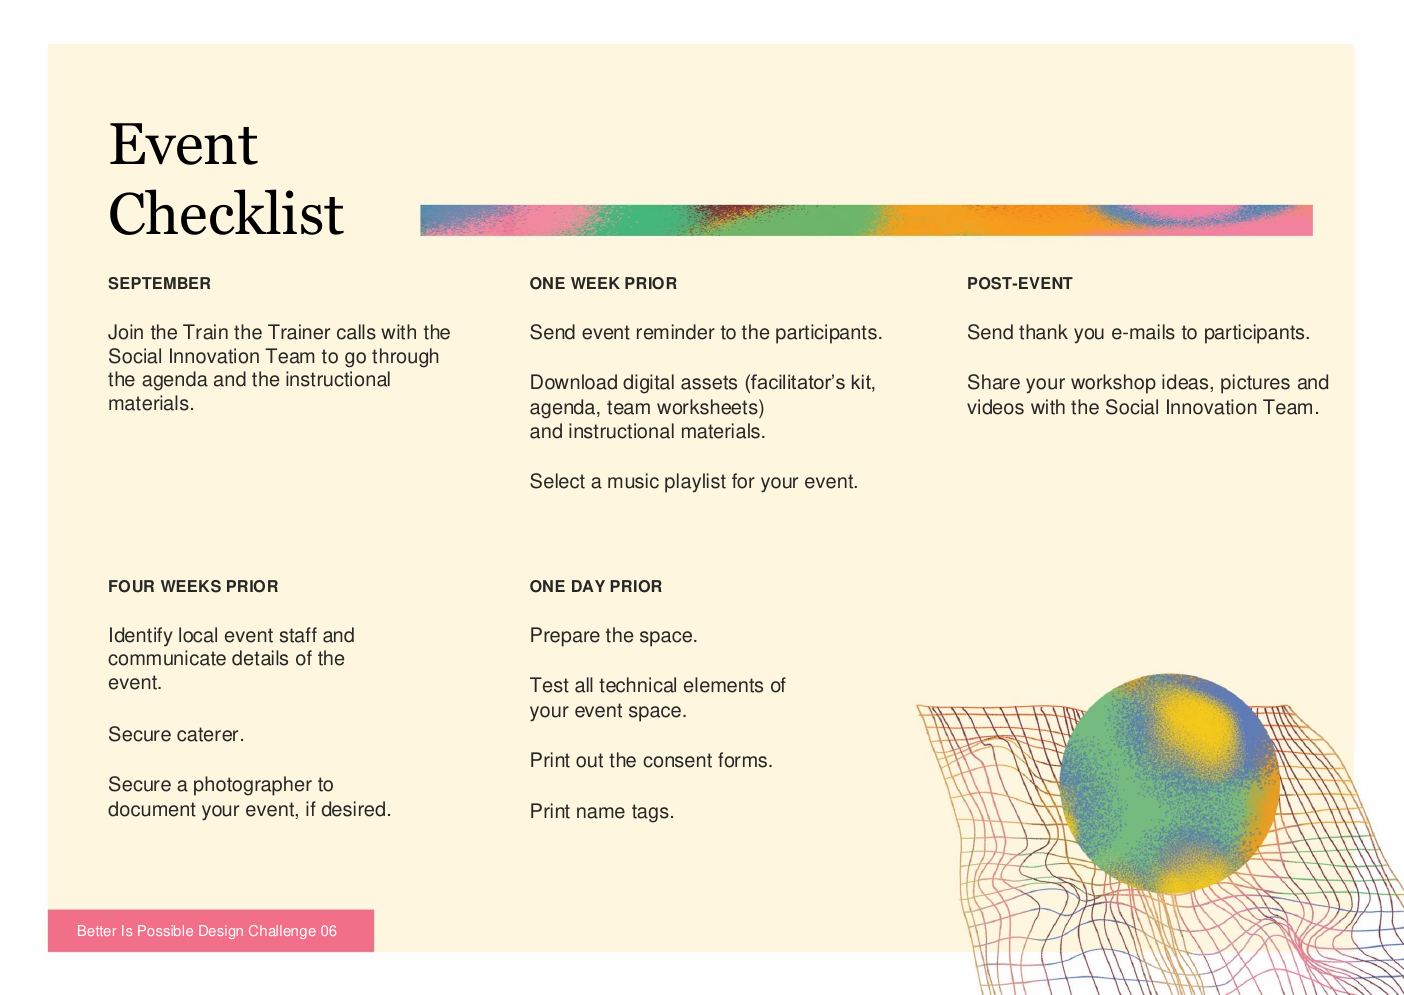 Event
Checklist
SEPTEMBER
Join the Train the Trainer calls with the
Social Innovation Team to go through
the agenda and the instructional
materials.
FOUR WEEKS PRIOR
Identify local event staff and
communicate details of the
event.
Secure caterer.
Secure a photographer to
document your event, if desired.
ONE WEEK PRIOR
Send event reminder to the participants.
Download digital assets (facilitator’s kit,
agenda, team worksheets)
and instructional materials.
Select a music playlist for your event.
ONE DAY PRIOR
Prepare the space.
Test all technical elements of
your event space.
Print out the consent forms.
Print name tags.
POST-EVENT
Send thank you e-mails to participants.
Share your workshop ideas, pictures and
videos with the Social Innovation Team.
Better Is Possible Design Challenge 06